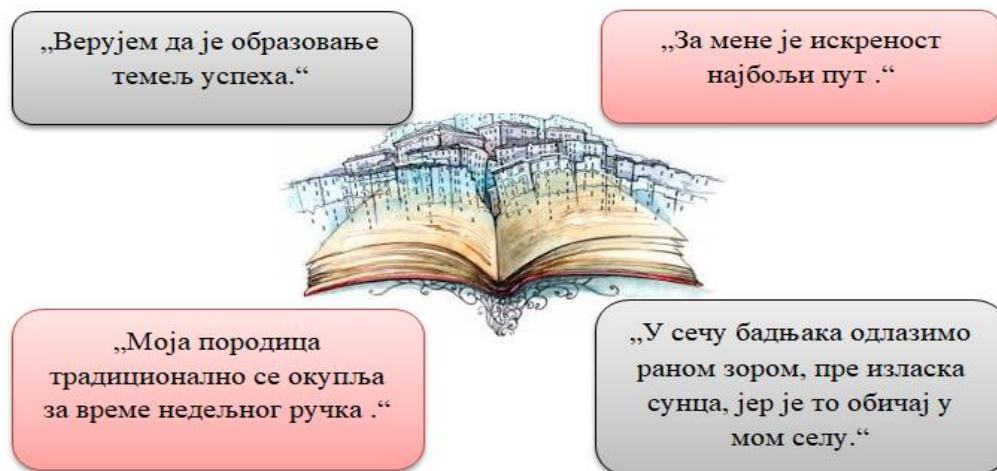 „Верујем да је образовање
темељ успеха.“
„За мене је искреност
најбољи пут .“
„Моја породица
традиционално се окупља
за време недељног ручка .“
„У сечу бадњака одлазимо
раном зором, пре изласка
сунца, јер је то обичај у
мом селу.“